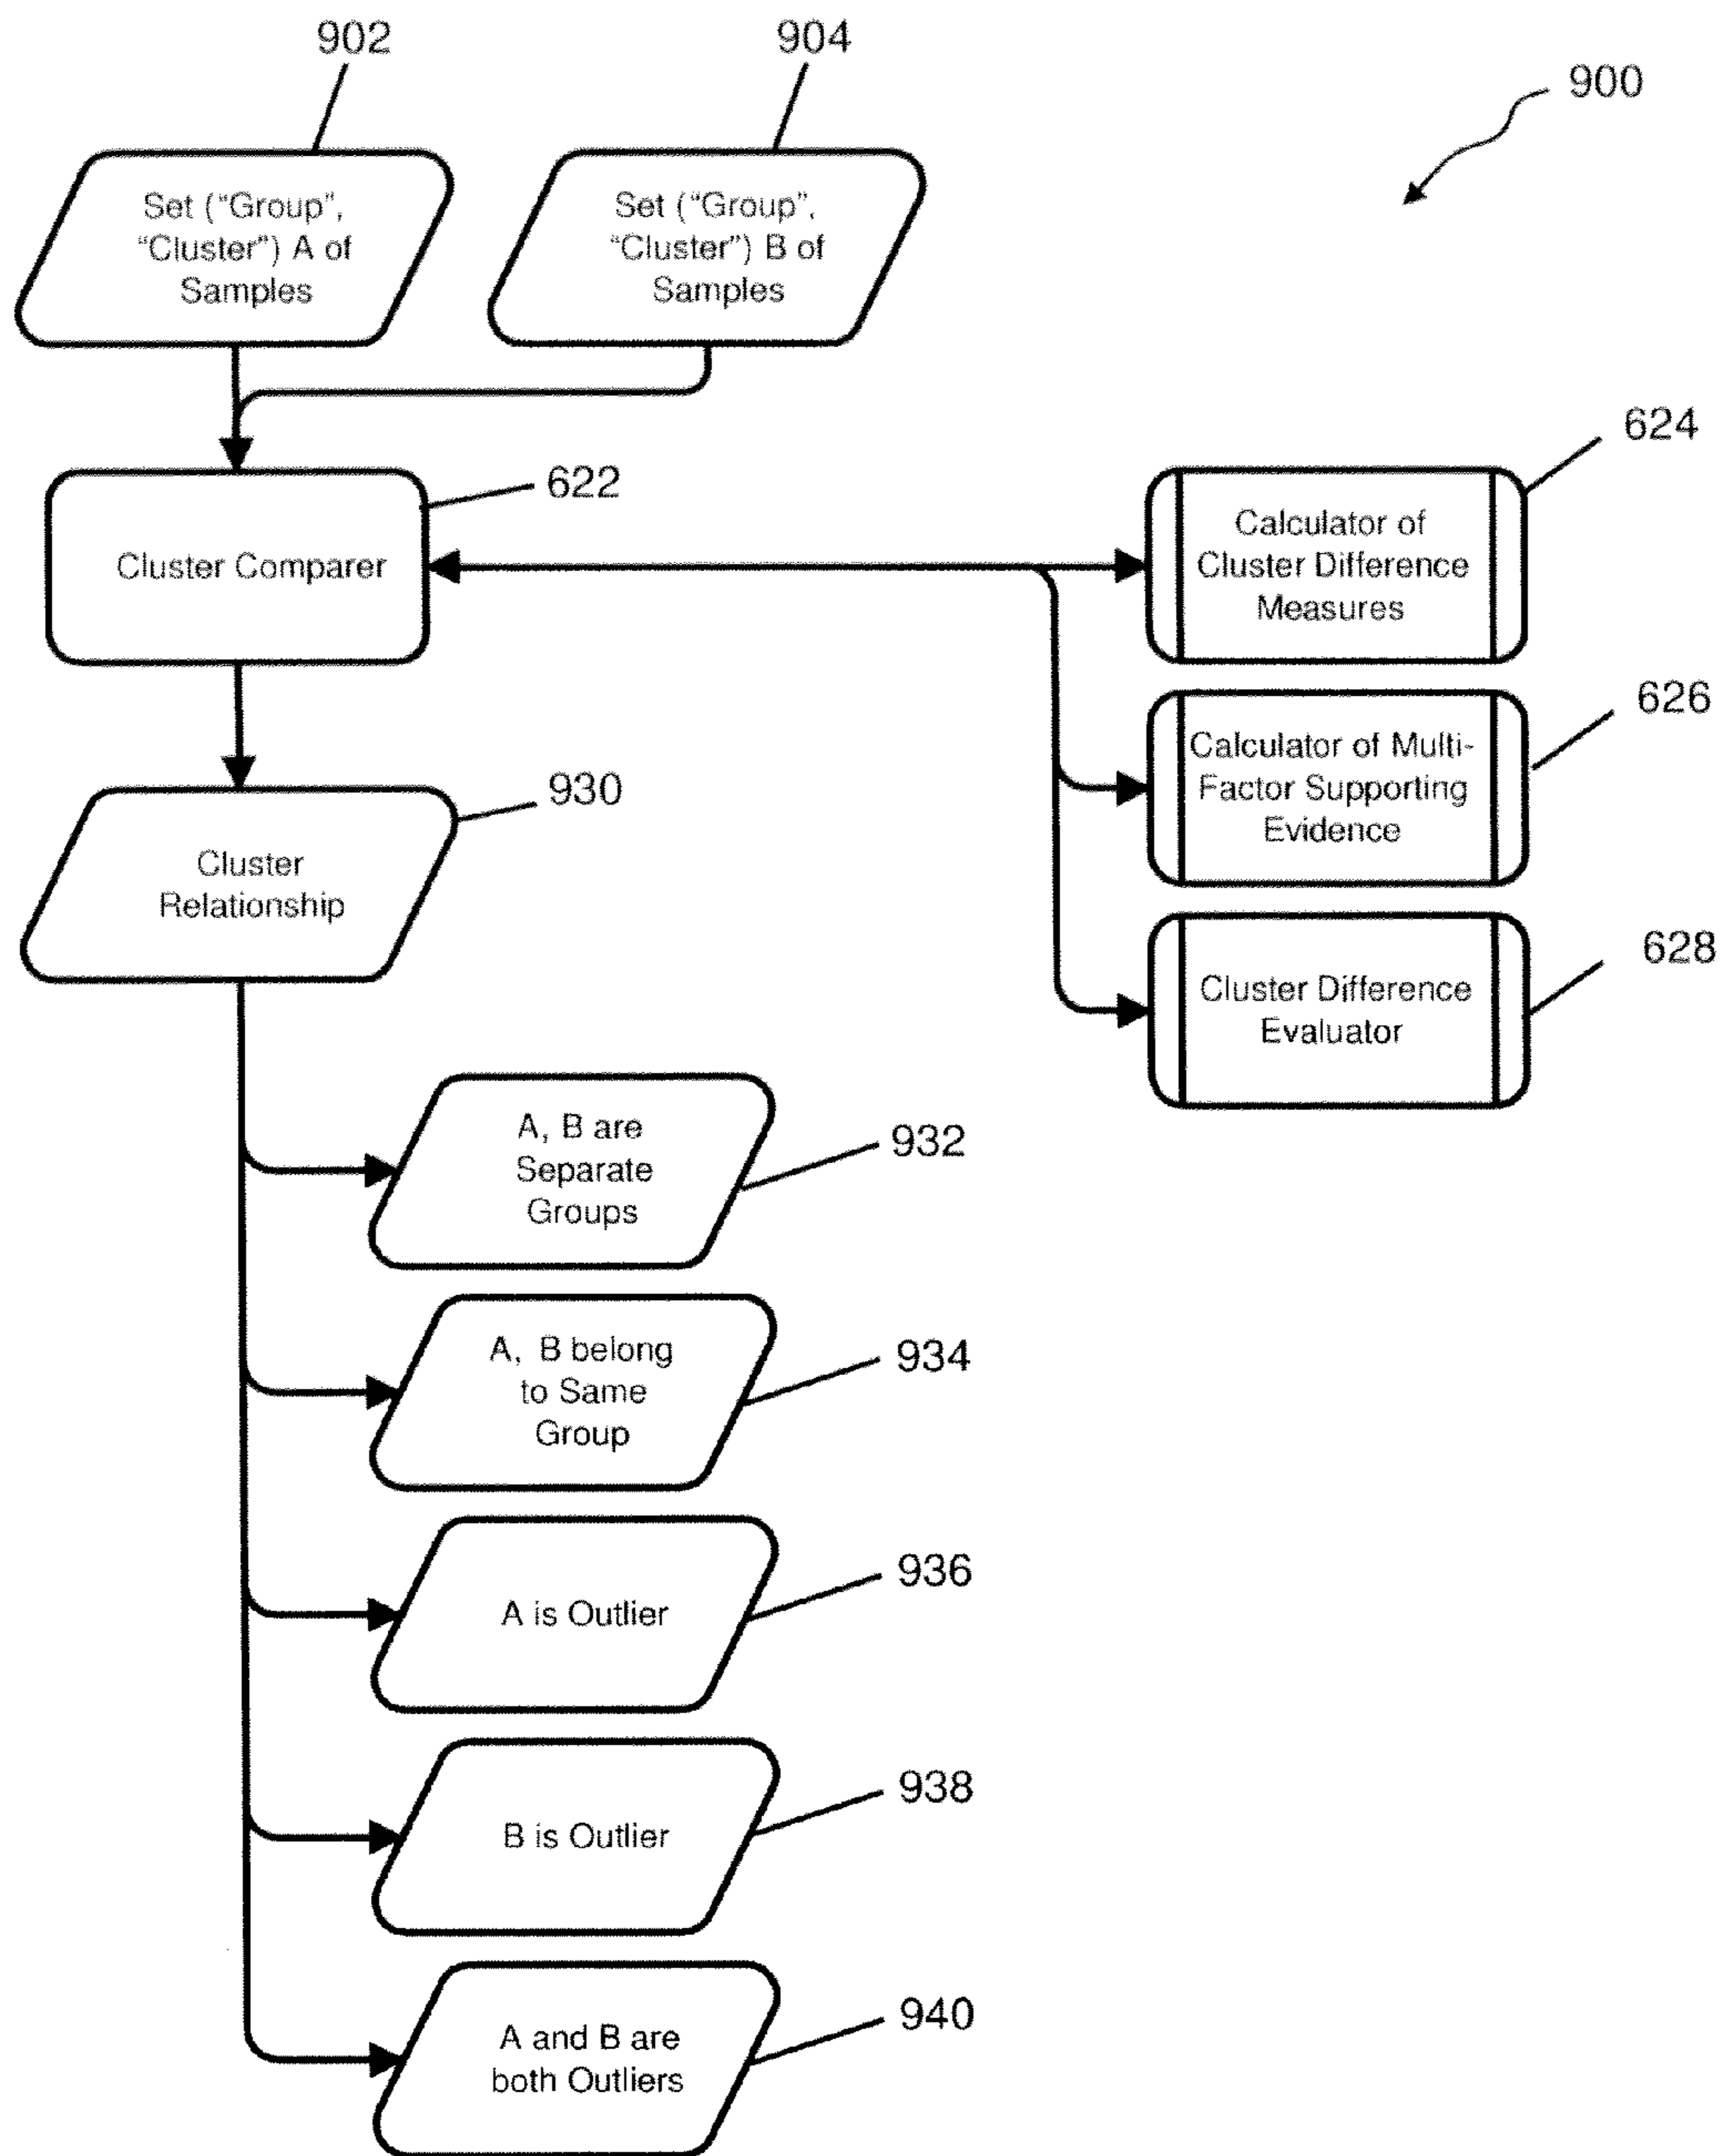 902
904
900
Set (“Group”,
“Cluster”) A of
Samples
Set (“Group”,
“Cluster”) B of
Samples
622
Cluster Comparer
624
Calculator of
Cluster Difference
Measures
626
Calculator of Multi-
Factor Supporting
Evidence
628
Cluster Difference
Evaluator
930
Cluster
Relationship
A, B are
Separate
Groups
932
A, B belong
to Same
Group
934
A is Outlier
936
B is Outlier
938
A and B are
both Outliers
940